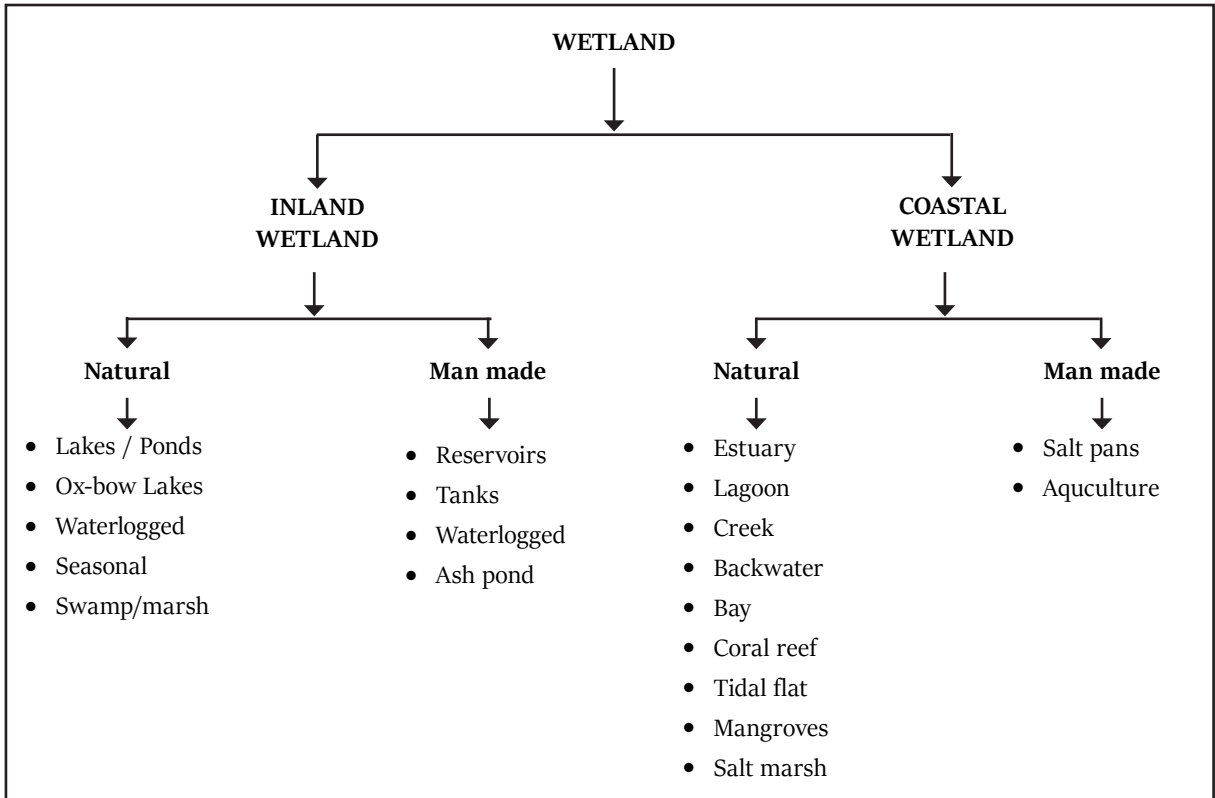 WETLAND
INLAND
WETLAND
COASTAL
WETLAND
Natural
Man made
Natural
Man made
• Lakes / Ponds
• Ox-bow Lakes
• Waterlogged
• Seasonal
• Swamp/marsh
• Reservoirs
• Tanks
• Waterlogged
• Ash pond
• Estuary
• Lagoon
• Creek
• Backwater
• Bay
• Coral reef
• Tidal flat
• Mangroves
• Salt marsh
• Salt pans
• Aquculture